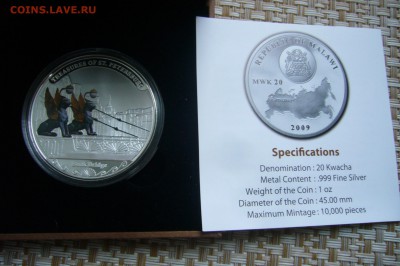 COINS.LAVE.RU
TREASURES OF ST. PETERSBURG
Bridge
REPUBLIC OF MALAWI
MWK 20
2009
Specifications
Denomination : 20 Kwacha
Metal Content : .999 Fine Silver
Weight of the Coin : 1 oz
Diameter of the Coin : 45.00 mm
Maximum Mintage : 10,000 pieces